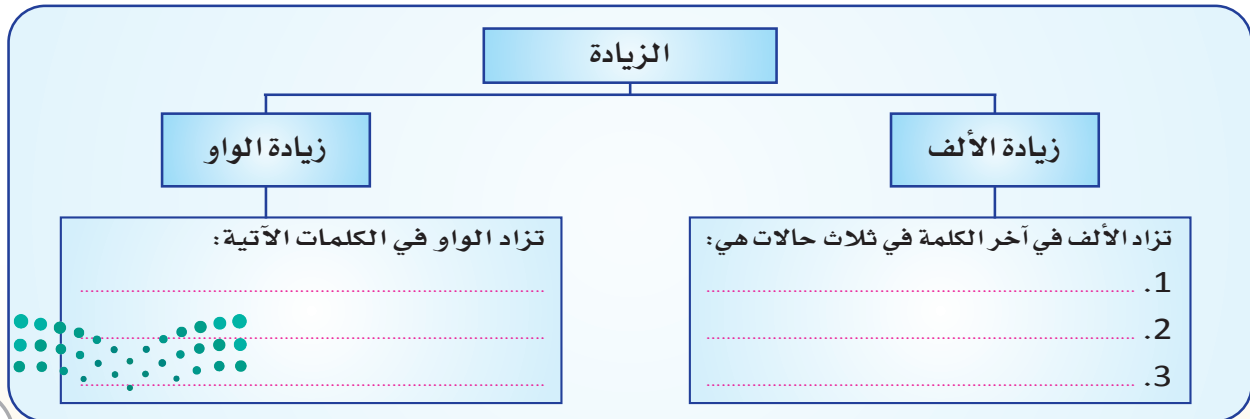 الزيادة
زيادة الألف
زيادة الواو
تزاد الألف في آخر الكلمة في ثلاث حالات هي:
1.
2.
3.
تزاد الواو في الكلمات الآتية: